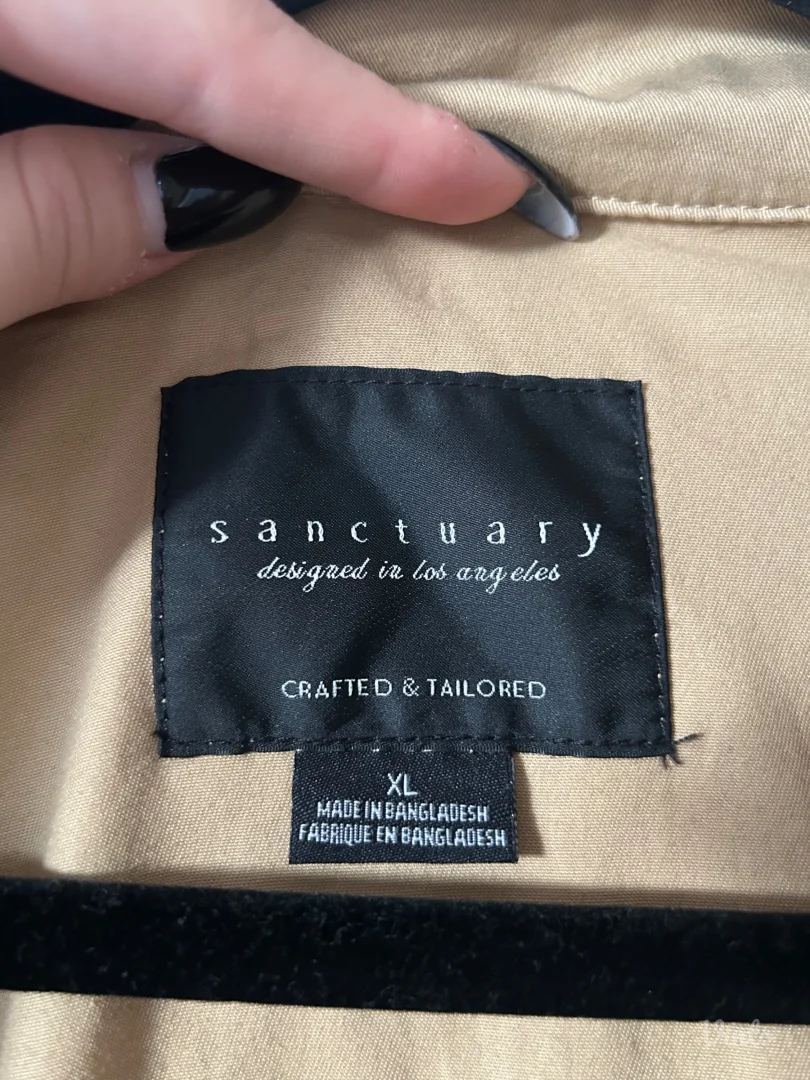 sanctuary
designed in los angeles
CRAFTED & TAILORED
XL
MADE IN BANGLADESH
FABRIQUE EN BANGLADESH